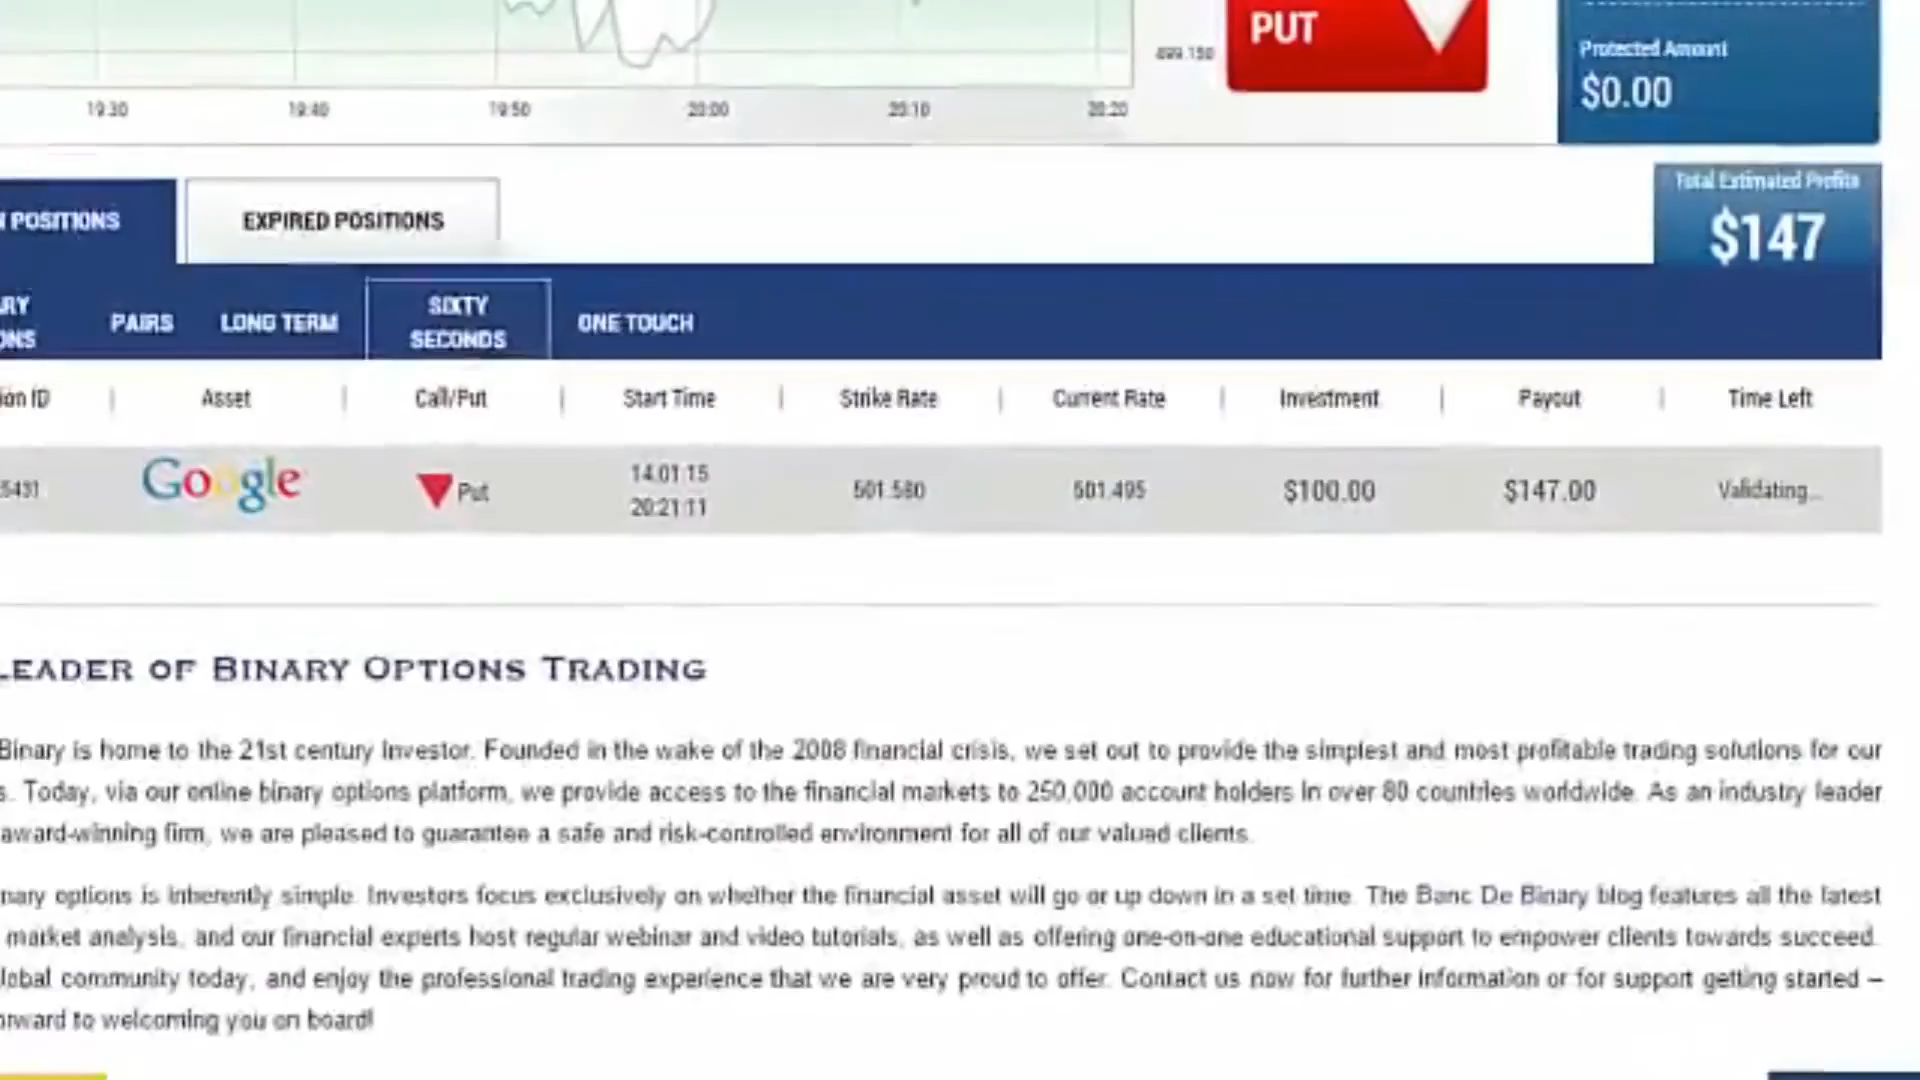 PUT
499.150
Protected Amount
$0.00
19:30 19:40 19:50 20:00 20:10 20:20
POSITIONS
EXPIRED POSITIONS
Total Estimated Profits
$147
PAIRS
LONG TERM
SIXTY
SECONDS
ONE TOUCH
ion ID | Asset | Call/Put | Start Time | Strike Rate | Current Rate | Investment | Payout | Time Left
5431 Google Put 14.01.15 501.580 501.495 $100.00 $147.00 Validating...
20:21:11
LEADER OF BINARY OPTIONS TRADING
Binary is home to the 21st century investor. Founded in the wake of the 2008 financial crisis, we set out to provide the simplest and most profitable trading solutions for our
s. Today, via our online binary options platform, we provide access to the financial markets to 250,000 account holders in over 80 countries worldwide. As an industry leader
award-winning firm, we are pleased to guarantee a safe and risk-controlled environment for all of our valued clients.
nary options is inherently simple. Investors focus exclusively on whether the financial asset will go or up down in a set time. The Banc De Binary blog features all the latest
market analysis, and our financial experts host regular webinar and video tutorials, as well as offering one-on-one educational support to empower clients towards succeed.
lobal community today, and enjoy the professional trading experience that we are very proud to offer. Contact us now for further information or for support getting started –
orward to welcoming you on board!